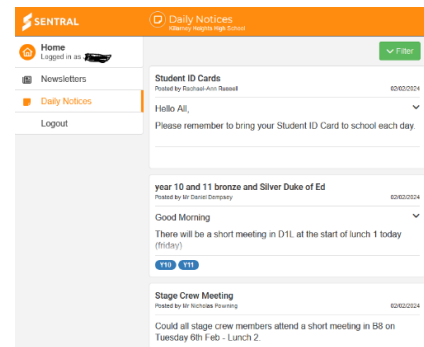 SENTRAL
Daily Notices
Killarney Heights High School
Home
Logged in as
Newsletters
Daily Notices
Logout
Filter
Student ID Cards
Posted by Rachael-Ann Russell
02/02/2024
Hello All,
Please remember to bring your Student ID Card to school each day.
year 10 and 11 bronze and Silver Duke of Ed
Posted by Mr Daniel Dempsey
02/02/2024
Good Morning
There will be a short meeting in D1L at the start of lunch 1 today
(friday)
Y10 Y11
Stage Crew Meeting
Posted by Mr Nicholas Powning
02/02/2024
Could all stage crew members attend a short meeting in B8 on
Tuesday 6th Feb - Lunch 2.